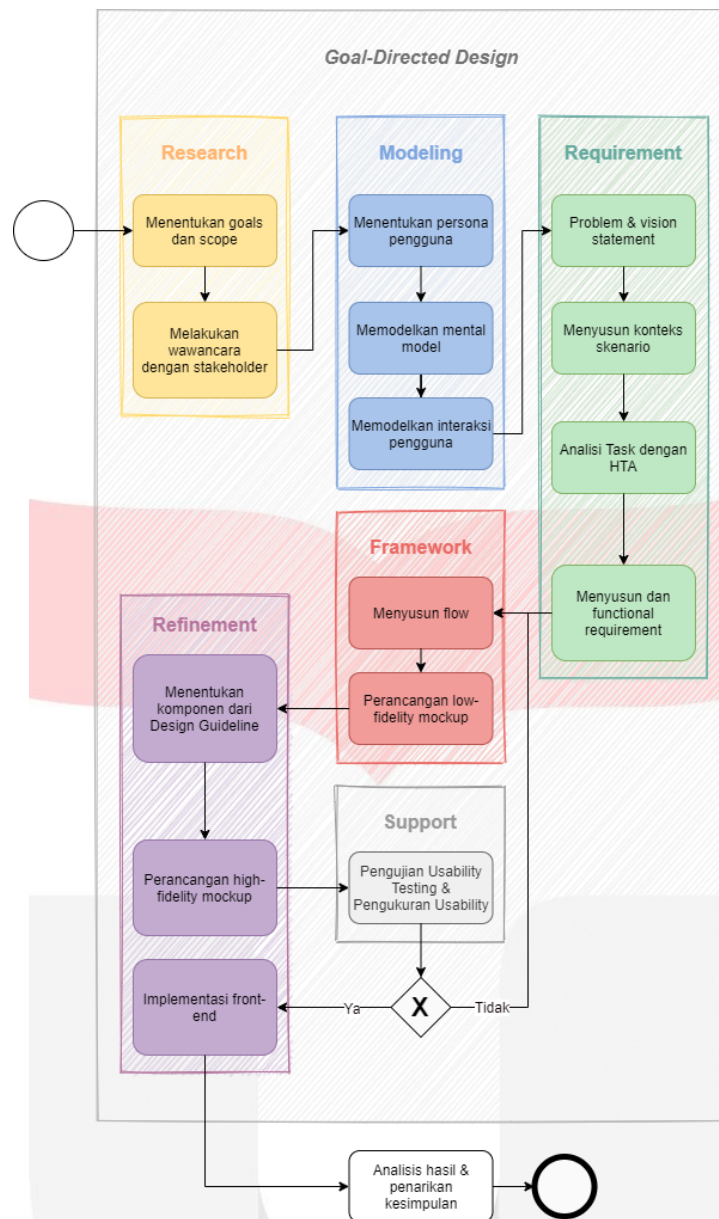 Goal-Directed Design
Research
Menentukan goals
dan scope
Melakukan
wawancara
dengan stakeholder
Modeling
Menentukan persona
pengguna
Memodelkan mental
model
Memodelkan interaksi
pengguna
Requirement
Problem & vision
statement
Menyusun konteks
skenario
Analisi Task dengan
HTA
Menyusun dan
functional
requirement
Framework
Menyusun flow
Perancangan low-
fidelity mockup
Refinement
Menentukan
komponen dari
Design Guideline
Perancangan high-
fidelity mockup
Implementasi front-
end
Support
Pengujian Usability
Testing &
Pengukuran Usability
X
Ya
Tidak
Analisis hasil &
penarikan
kesimpulan